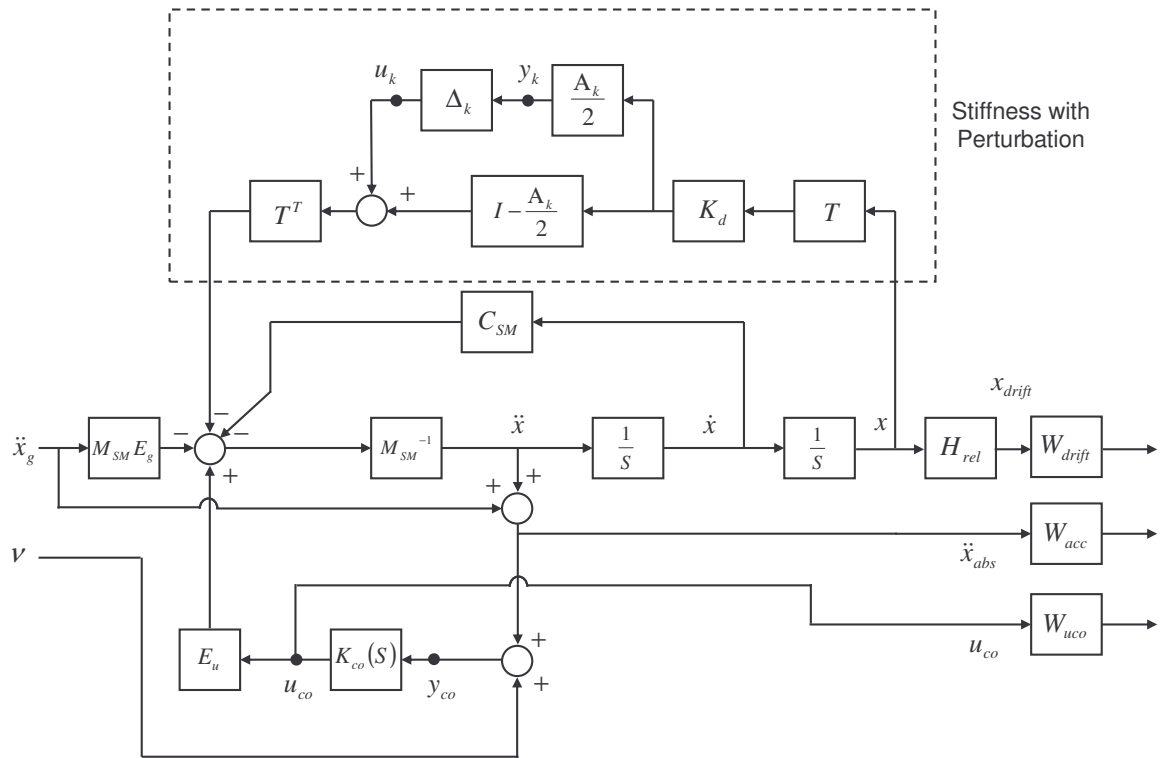 u_k
y_k
Δ_k
A_k
2
Stiffness with
Perturbation
+
+
T^T
I - A_k
2
K_d
T
C_SM
x_drift
−
−
−
+
ẍ_g
M_SM E_g
M_SM^-1
ẍ
1
S
ẋ
1
S
x
H_rel
W_drift
+
+
ν
ẍ_abs
W_acc
W_uco
+
+
E_u
K_co(S)
u_co
y_co
u_co